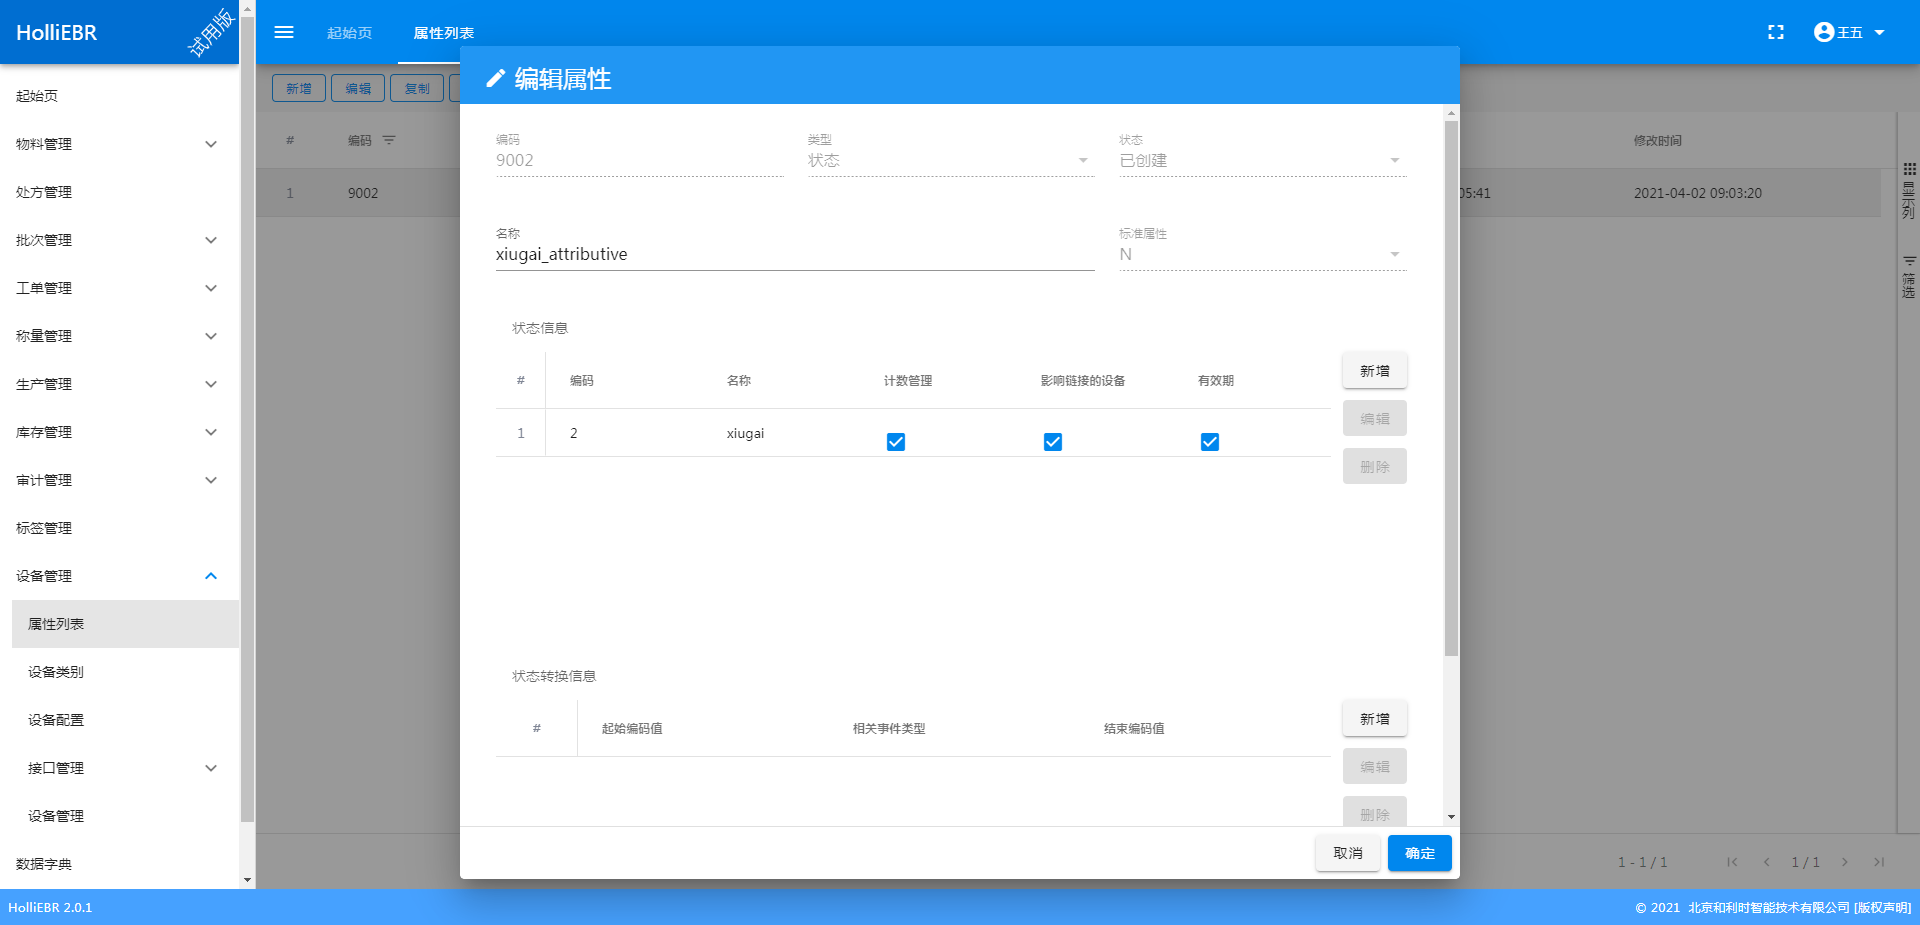 HolliEBR
试用版
起始页
属性列表
王五
起始页
物料管理
处方管理
批次管理
工单管理
称量管理
生产管理
库存管理
审计管理
标签管理
设备管理
属性列表
设备类别
设备配置
接口管理
设备管理
数据字典
新增
编辑
复制
#
编码
修改时间
1
9002
05:41
2021-04-02 09:03:20
显示列
筛选
编辑属性
编码
类型
状态
9002
状态
已创建
名称
标准属性
xiugai_attributive
N
状态信息
# 编码 名称 计数管理 影响链接的设备 有效期
1 2 xiugai
新增
编辑
删除
状态转换信息
# 起始编码值 相关事件类型 结束编码值
新增
编辑
删除
取消
确定
1 - 1 / 1
1 / 1
HolliEBR 2.0.1
© 2021 北京和利时智能技术有限公司 [版权声明]